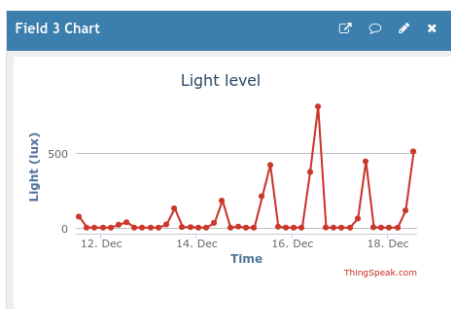 Field 3 Chart
Light level
Light (lux)
500
0
12. Dec
14. Dec
16. Dec
18. Dec
Time
ThingSpeak.com